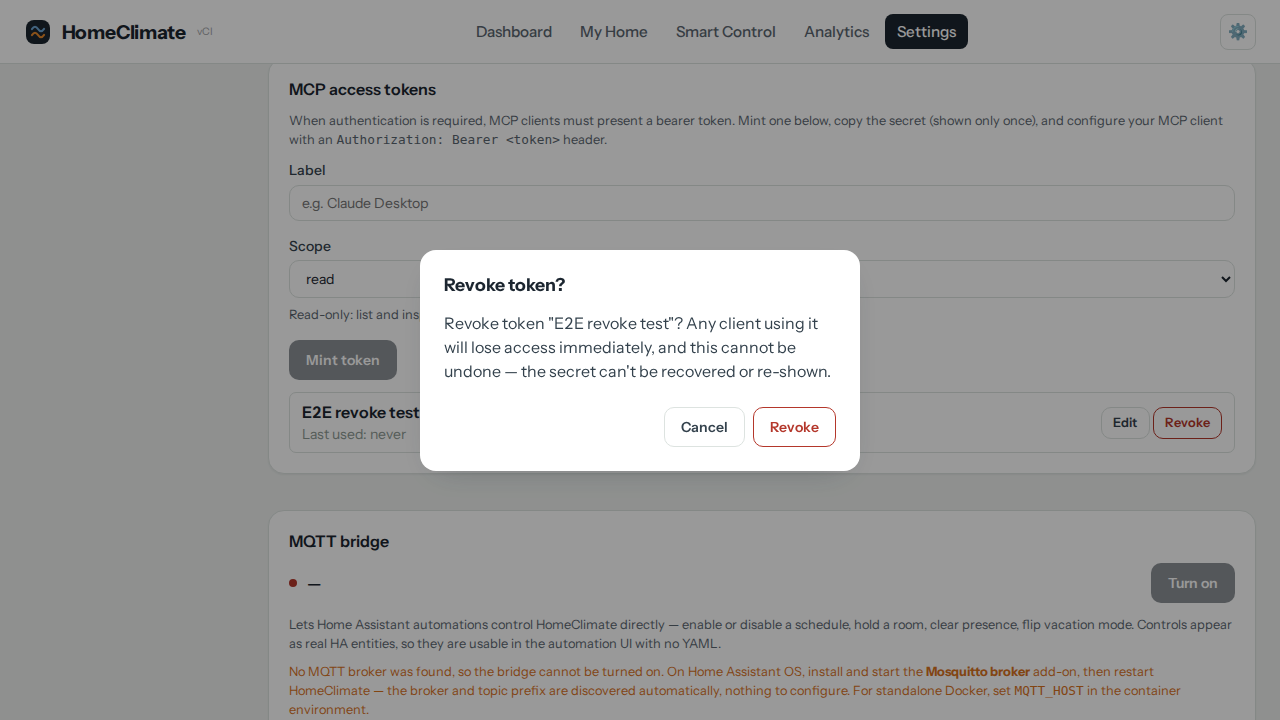 HomeClimate vCI
Dashboard My Home Smart Control Analytics Settings
MCP access tokens
When authentication is required, MCP clients must present a bearer token. Mint one below, copy the secret (shown only once), and configure your MCP client
with an Authorization: Bearer <token> header.
Label
e.g. Claude Desktop
Scope
read
Read-only: list and ins
Mint token
E2E revoke test
Last used: never
Edit Revoke
Revoke token?
Revoke token "E2E revoke test"? Any client using it
will lose access immediately, and this cannot be
undone — the secret can't be recovered or re-shown.
Cancel Revoke
MQTT bridge
—
Turn on
Lets Home Assistant automations control HomeClimate directly — enable or disable a schedule, hold a room, clear presence, flip vacation mode. Controls appear
as real HA entities, so they are usable in the automation UI with no YAML.
No MQTT broker was found, so the bridge cannot be turned on. On Home Assistant OS, install and start the Mosquitto broker add-on, then restart
HomeClimate — the broker and topic prefix are discovered automatically, nothing to configure. For standalone Docker, set MQTT_HOST in the container
environment.